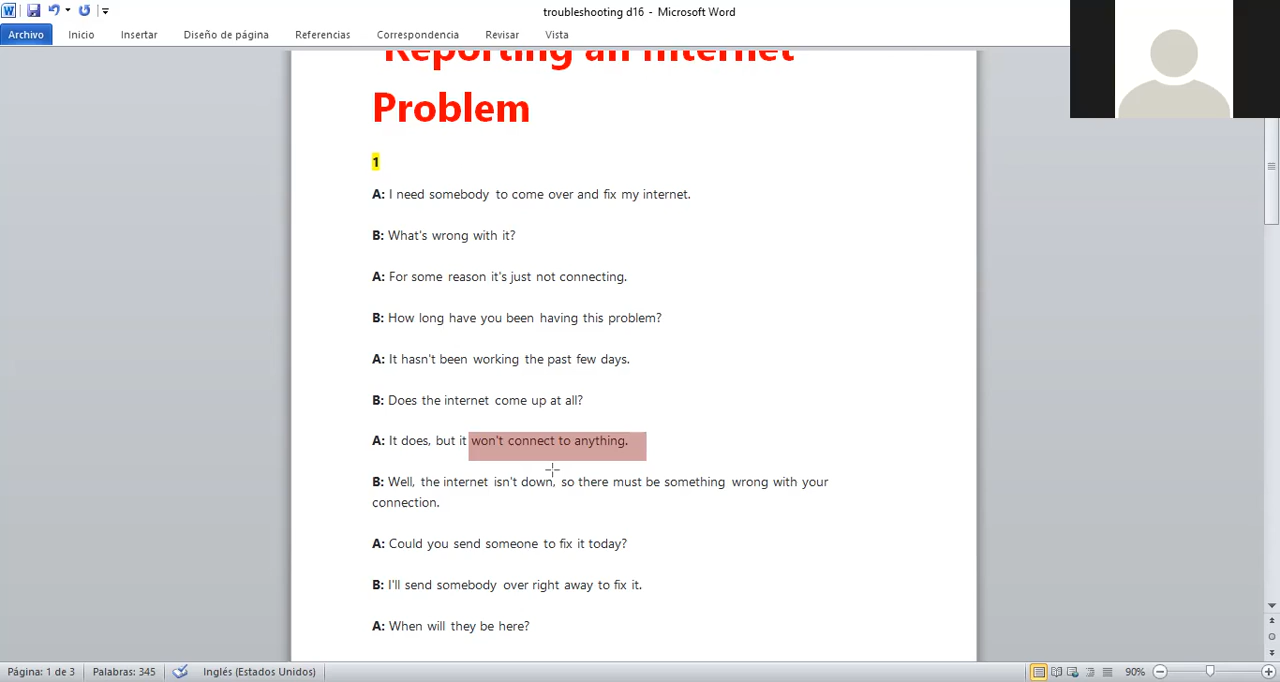 troubleshooting d16 - Microsoft Word
Archivo Inicio Insertar Diseño de página Referencias Correspondencia Revisar Vista
Reporting an Internet
Problem
1
A: I need somebody to come over and fix my internet.
B: What's wrong with it?
A: For some reason it's just not connecting.
B: How long have you been having this problem?
A: It hasn't been working the past few days.
B: Does the internet come up at all?
A: It does, but it won't connect to anything.
B: Well, the internet isn't down, so there must be something wrong with your
connection.
A: Could you send someone to fix it today?
B: I'll send somebody over right away to fix it.
A: When will they be here?
Página: 1 de 3 Palabras: 345 Inglés (Estados Unidos) 90%